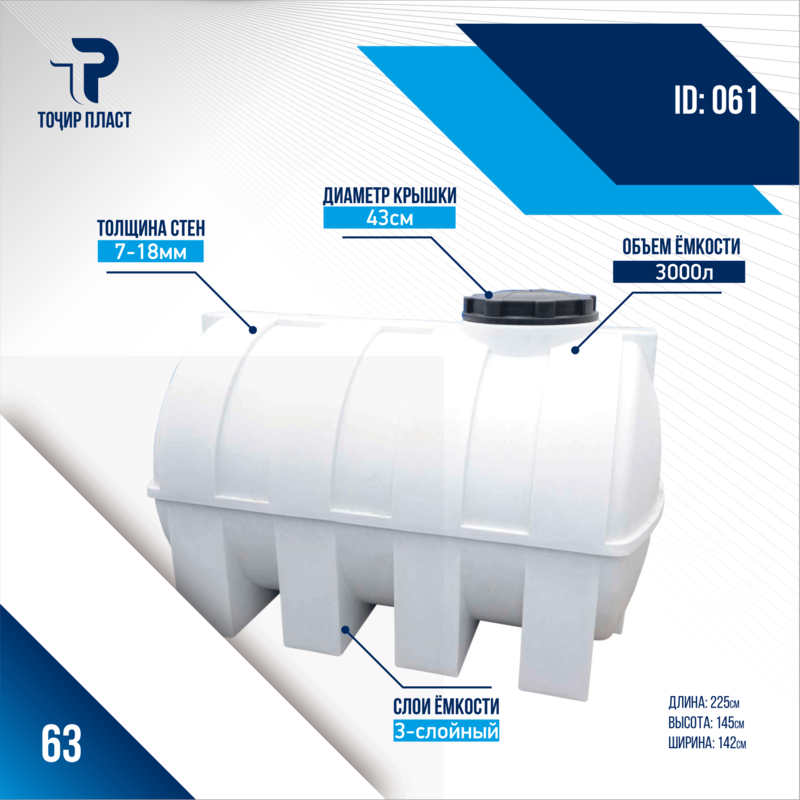 ТОҶИР ПЛАСТ
ID: 061
ДИАМЕТР КРЫШКИ
43см
ТОЛЩИНА СТЕН
7-18мм
ОБЪЕМ ЁМКОСТИ
3000л
СЛОИ ЁМКОСТИ
3-слойный
ДЛИНА: 225см
ВЫСОТА: 145см
ШИРИНА: 142см
63